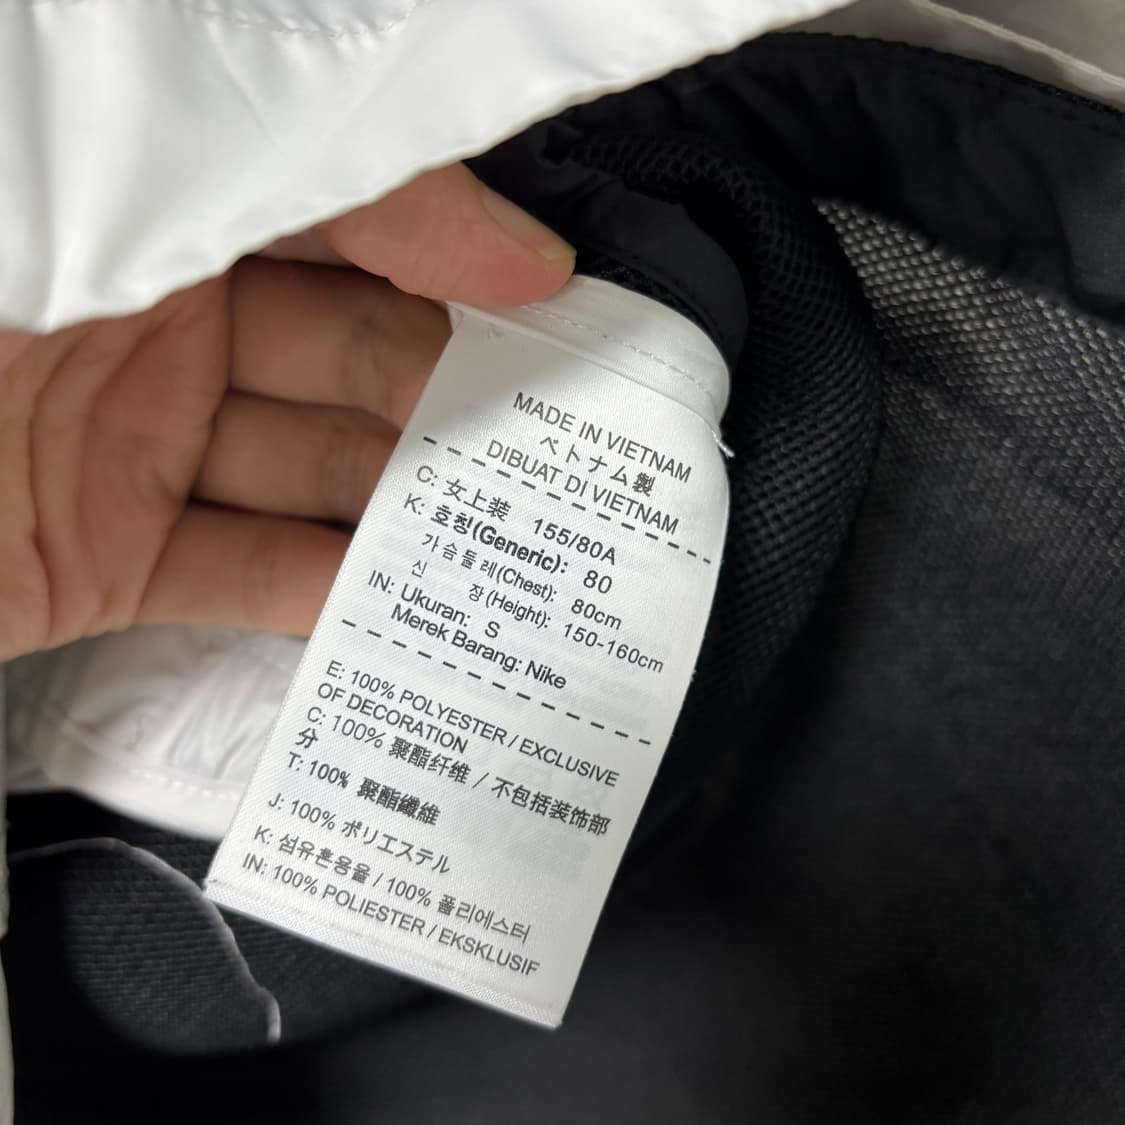 MADE IN VIETNAM
ベトナム製
DIBUAT DI VIETNAM
C: 女上装 155/80A
K: 호칭(Generic): 80
가슴둘레(Chest): 80cm
신 장(Height): 150-160cm
IN: Ukuran: S
Merek Barang: Nike
E: 100% POLYESTER / EXCLUSIVE
OF DECORATION
C: 100% 聚酯纤维 / 不包括装饰部
分
T: 100% 聚酯纖維
J: 100% ポリエステル
K: 섬유혼용율 / 100% 폴리에스터
IN: 100% POLIESTER / EKSKLUSIF